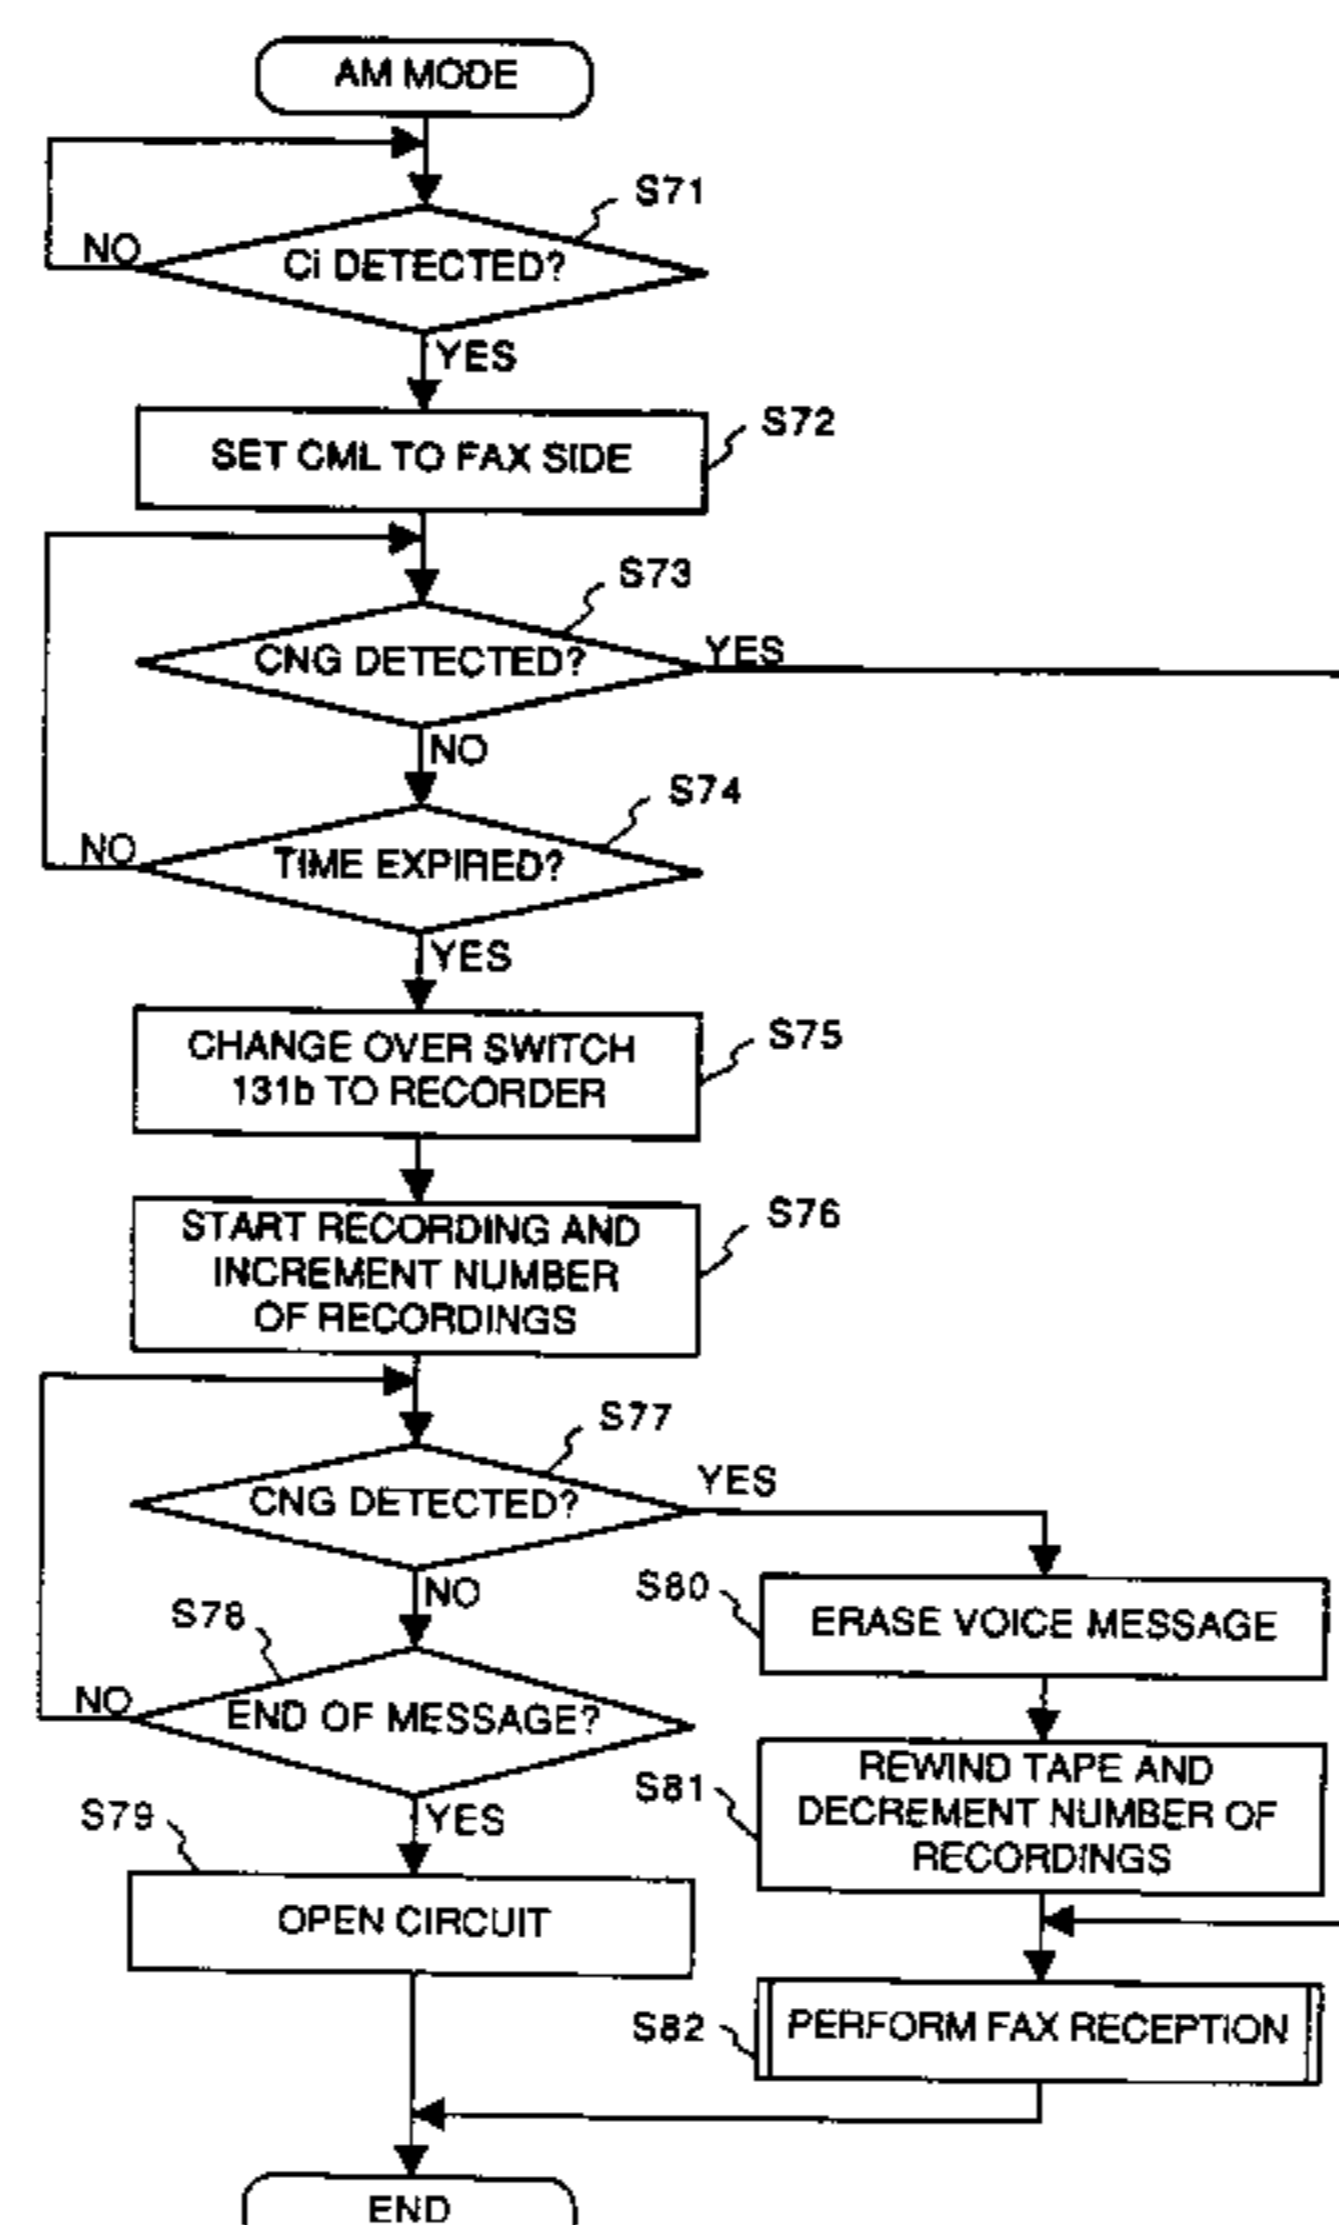 AM MODE
S71
NO
Ci DETECTED?
YES
S72
SET CML TO FAX SIDE
S73
CNG DETECTED?
YES
NO
S74
NO
TIME EXPIRED?
YES
S75
CHANGE OVER SWITCH
131b TO RECORDER
S76
START RECORDING AND
INCREMENT NUMBER
OF RECORDINGS
S77
CNG DETECTED?
YES
NO
S78
NO
END OF MESSAGE?
YES
S79
OPEN CIRCUIT
S80
ERASE VOICE MESSAGE
S81
REWIND TAPE AND
DECREMENT NUMBER OF
RECORDINGS
S82
PERFORM FAX RECEPTION
END